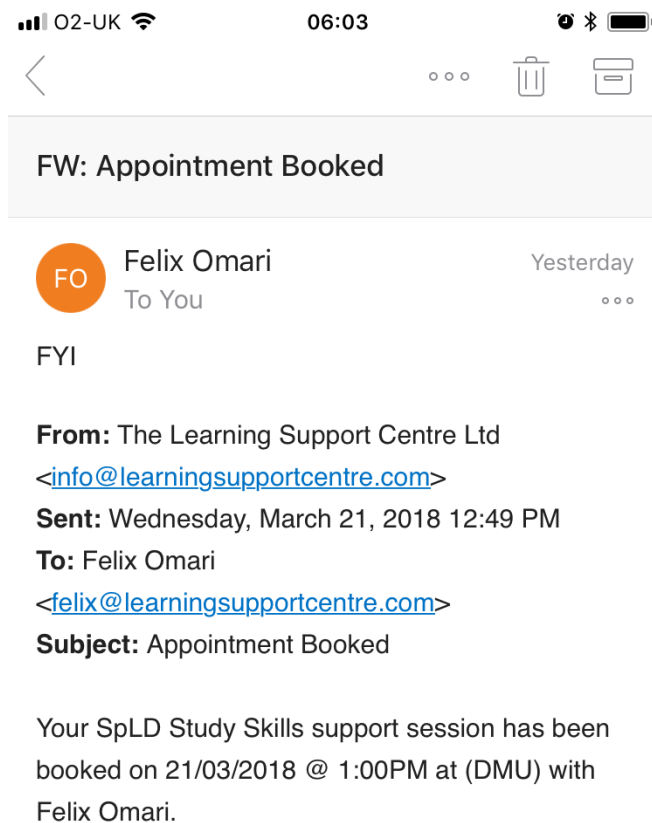 O2-UK 06:03
FW: Appointment Booked
FO
Felix Omari
Yesterday
To You
FYI
From: The Learning Support Centre Ltd
<info@learningsupportcentre.com>
Sent: Wednesday, March 21, 2018 12:49 PM
To: Felix Omari
<felix@learningsupportcentre.com>
Subject: Appointment Booked
Your SpLD Study Skills support session has been
booked on 21/03/2018 @ 1:00PM at (DMU) with
Felix Omari.